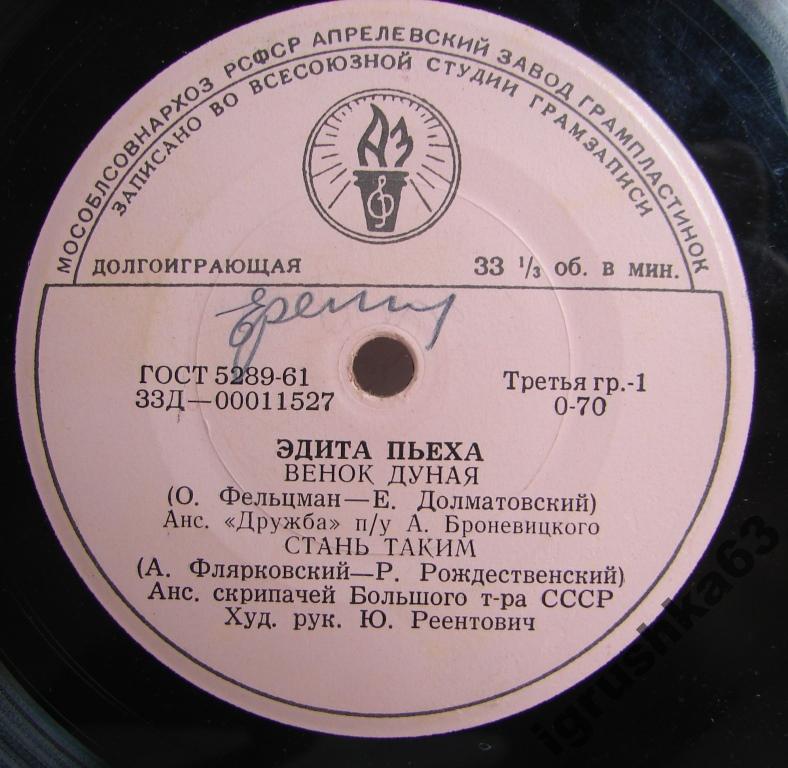 МОСОБЛСОВНАРХОЗ РСФСР АПРЕЛЕВСКИЙ ЗАВОД ГРАМПЛАСТИНОК
ЗАПИСАНО ВО ВСЕСОЮЗНОЙ СТУДИИ ГРАМЗАПИСИ
АЗ
ДОЛГОИГРАЮЩАЯ 33 1/3 об. в мин.
ГОСТ 5289-61 Третья гр.-1
33Д—00011527 0-70
ЭДИТА ПЬЕХА
ВЕНОК ДУНАЯ
(О. Фельцман—Е. Долматовский)
Анс. «Дружба» п/у А. Броневицкого
СТАНЬ ТАКИМ
(А. Флярковский—Р. Рождественский)
Анс. скрипачей Большого т-ра СССР
Худ. рук. Ю. Реентович
igrushka63